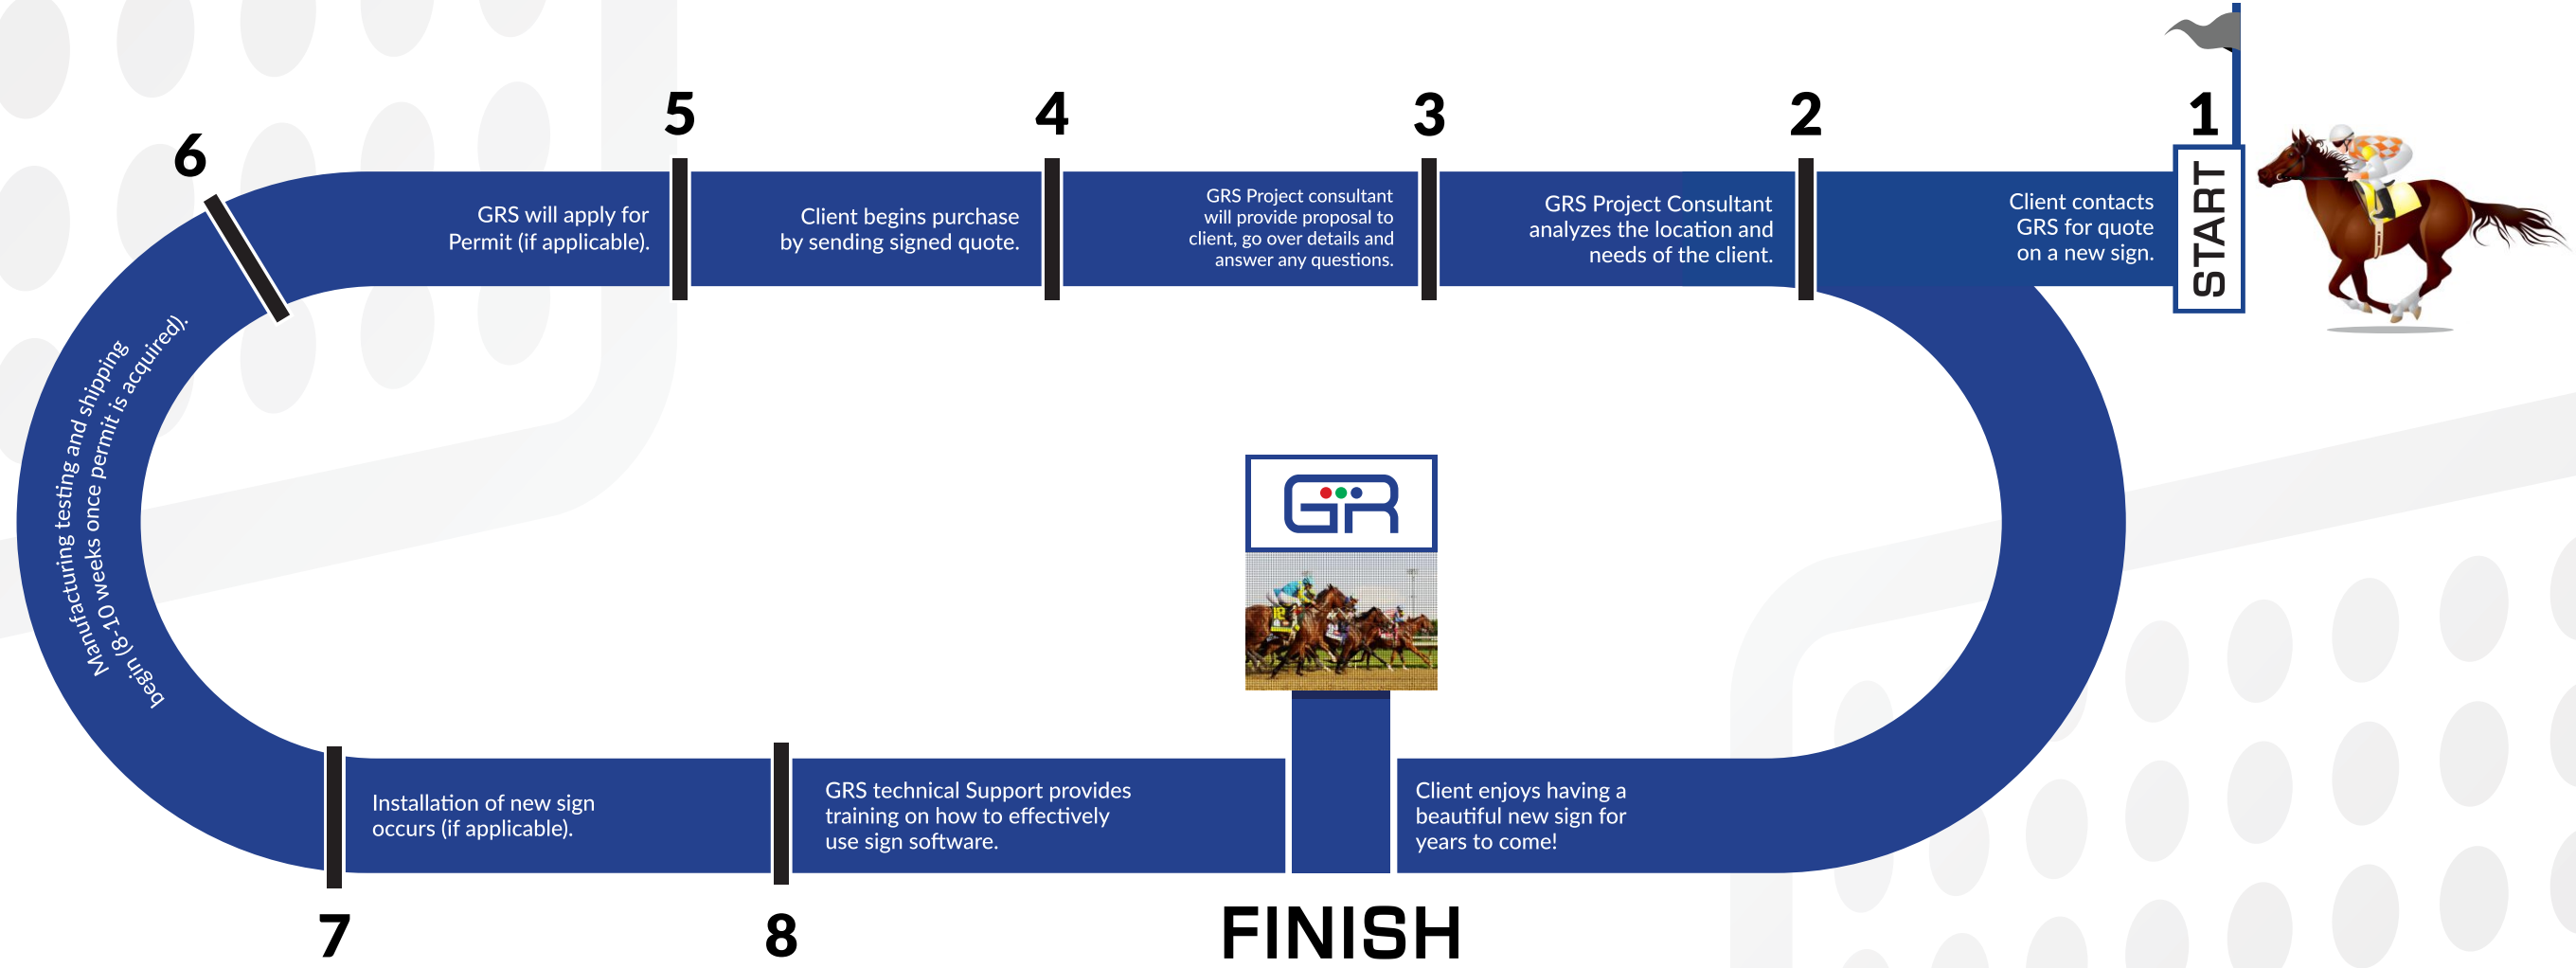 1
START
Client contacts
GRS for quote
on a new sign.
2
GRS Project Consultant
analyzes the location and
needs of the client.
3
GRS Project consultant
will provide proposal to
client, go over details and
answer any questions.
4
Client begins purchase
by sending signed quote.
5
GRS will apply for
Permit (if applicable).
6
Manufacturing testing and shipping
begin (8-10 weeks once permit is acquired).
7
Installation of new sign
occurs (if applicable).
8
GRS technical Support provides
training on how to effectively
use sign software.
GR
FINISH
Client enjoys having a
beautiful new sign for
years to come!